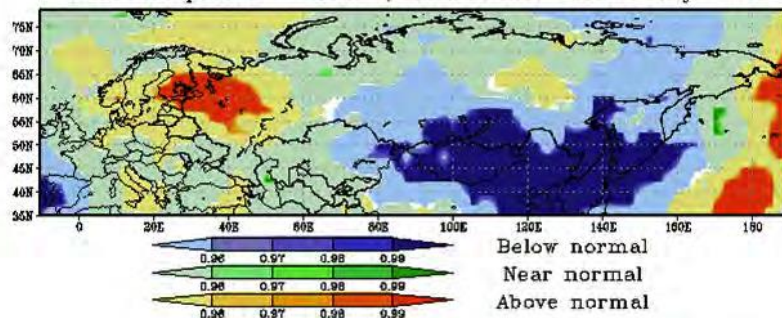 75N
70N
65N
60N
55N
50N
45N
40N
35N
0 20E 40E 60E 80E 100E 120E 140E 160E 180
Below normal
0.96 0.97 0.98 0.99
Near normal
0.96 0.97 0.98 0.99
Above normal
0.96 0.97 0.98 0.99